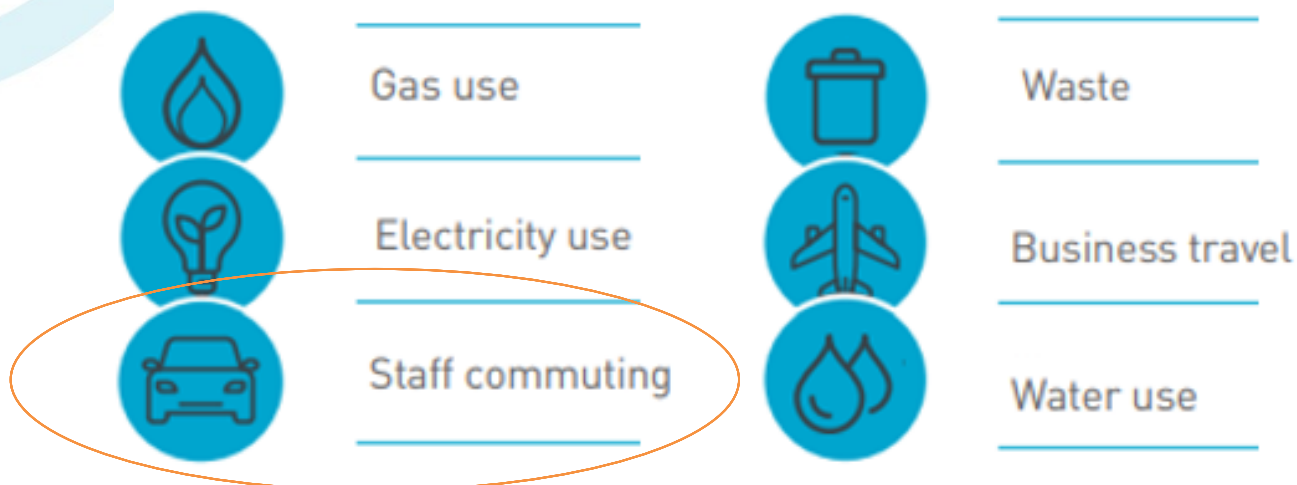 Gas use
Electricity use
Staff commuting
Waste
Business travel
Water use